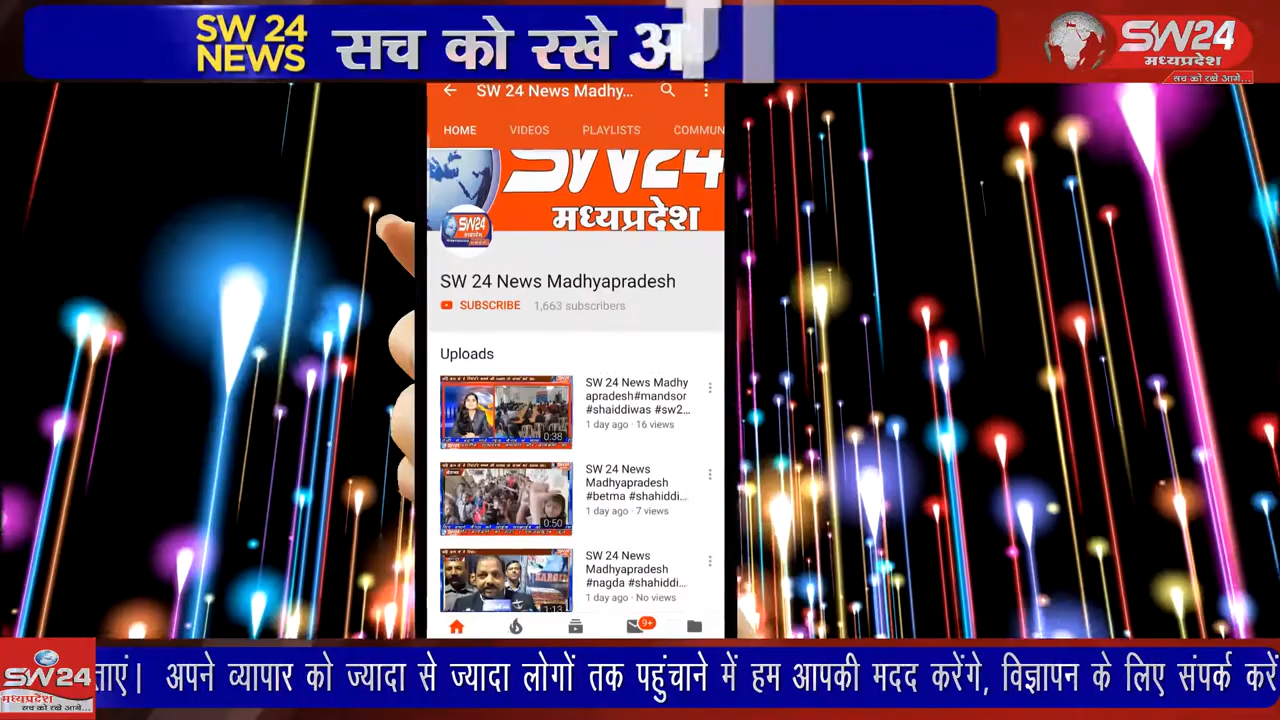 SW 24
NEWS
सच को रखे
SW24
मध्यप्रदेश
सच को रखे आगे...
SW 24 News Madhy...
HOME VIDEOS PLAYLISTS COMMUN
SW24
मध्यप्रदेश
SW24
SW 24 News Madhyapradesh
SUBSCRIBE 1,663 subscribers
Uploads
SW 24 News Madhy
apradesh#mandsor
#shaiddiwas #sw2...
1 day ago · 16 views
0:38
SW 24 News
Madhyapradesh
#betma #shahiddi...
1 day ago · 7 views
0:50
SW 24 News
Madhyapradesh
#nagda #shahiddi...
1 day ago · No views
1:13
9+
SW24
मध्यप्रदेश
सच को रखे आगे...
ताएं। अपने व्यापार को ज्यादा से ज्यादा लोगों तक पहुंचाने में हम आपकी मदद करेंगे, विज्ञापन के लिए संपर्क करें